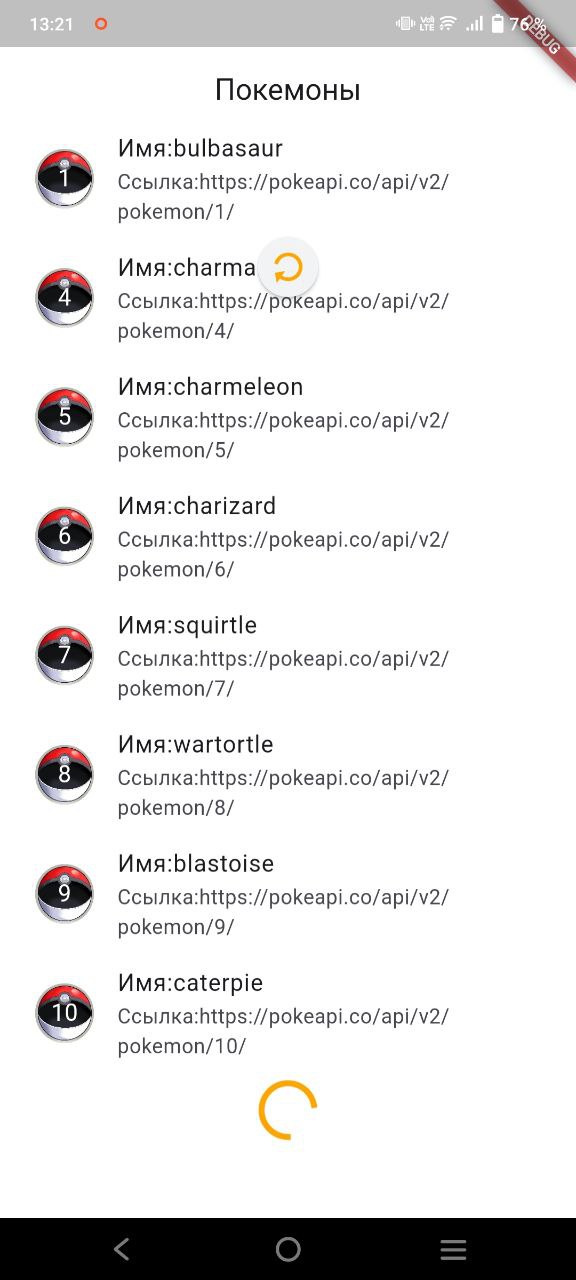 13:21
Vo)
LTE
76%
DEBUG
Покемоны
1
Имя:bulbasaur
Ссылка:https://pokeapi.co/api/v2/
pokemon/1/
4
Имя:charma
Ссылка:https://pokeapi.co/api/v2/
pokemon/4/
5
Имя:charmeleon
Ссылка:https://pokeapi.co/api/v2/
pokemon/5/
6
Имя:charizard
Ссылка:https://pokeapi.co/api/v2/
pokemon/6/
7
Имя:squirtle
Ссылка:https://pokeapi.co/api/v2/
pokemon/7/
8
Имя:wartortle
Ссылка:https://pokeapi.co/api/v2/
pokemon/8/
9
Имя:blastoise
Ссылка:https://pokeapi.co/api/v2/
pokemon/9/
10
Имя:caterpie
Ссылка:https://pokeapi.co/api/v2/
pokemon/10/